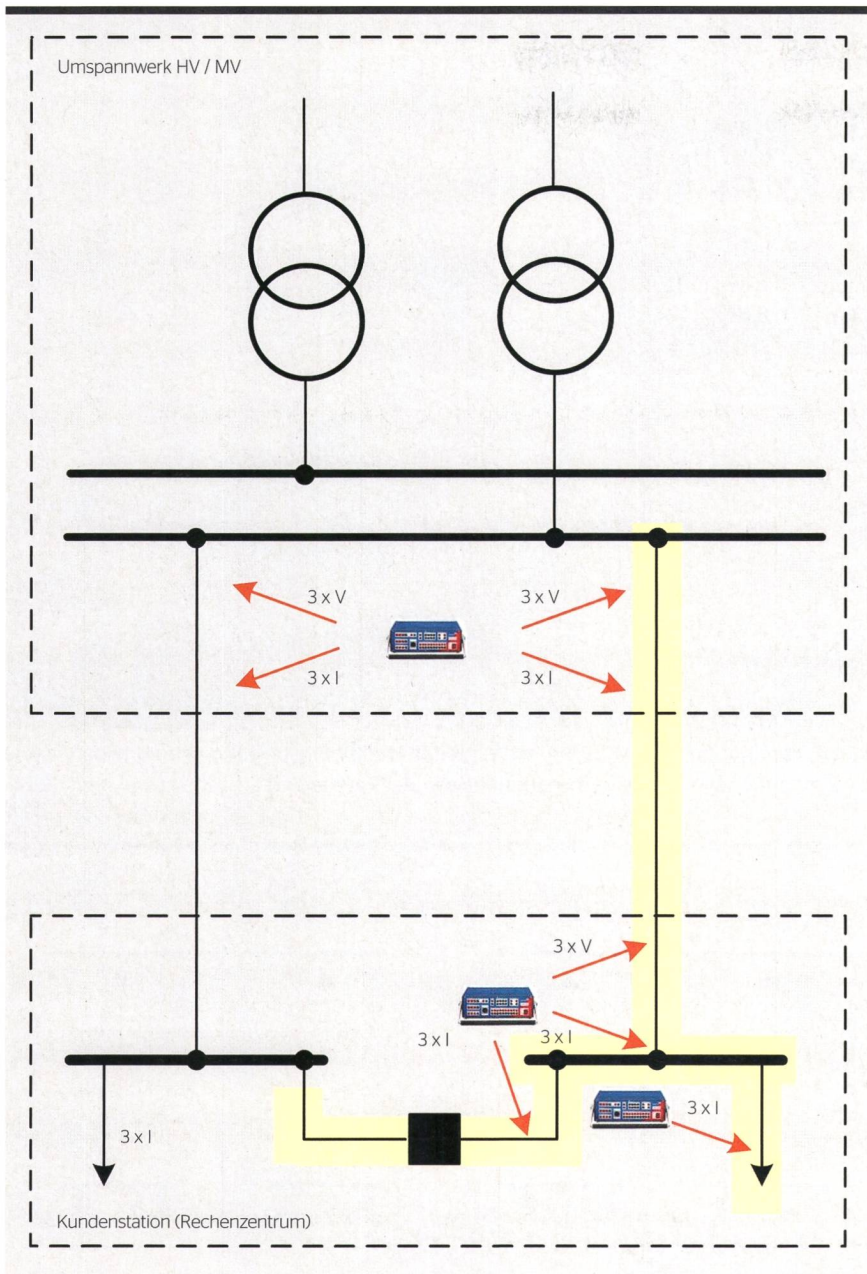 Umspannwerk HV / MV
3 x V
3 x V
3 x I
3 x I
3 x V
3 x I
3 x I
3 x I
3 x I
Kundenstation (Rechenzentrum)